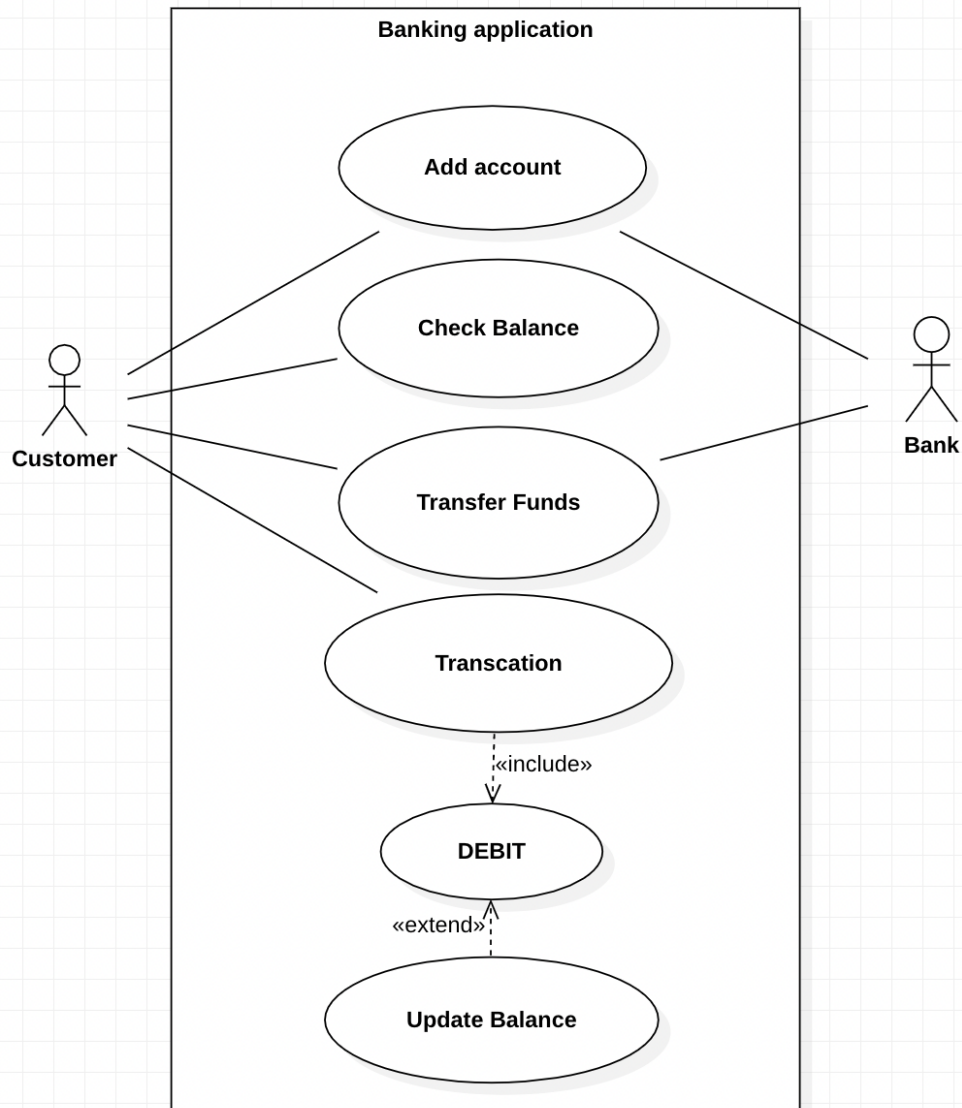 Banking application
Add account
Check Balance
Customer
Bank
Transfer Funds
Transcation
«include»
DEBIT
«extend»
Update Balance